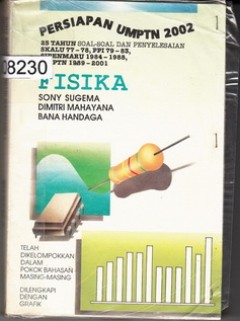 PERSIAPAN UMPTN 2002
25 TAHUN SOAL-SOAL DAN PENYELESAIAN
SKALU 77-78, PPI 79-83,
SIPENMARU 1984-1988,
UMPTN 1989-2001
08230
FISIKA
SONY SUGEMA
DIMITRI MAHAYANA
BANA HANDAGA
TELAH
DIKELOMPOKKAN
DALAM
POKOK BAHASAN
MASING-MASING
DILENGKAPI
DENGAN
GRAFIK